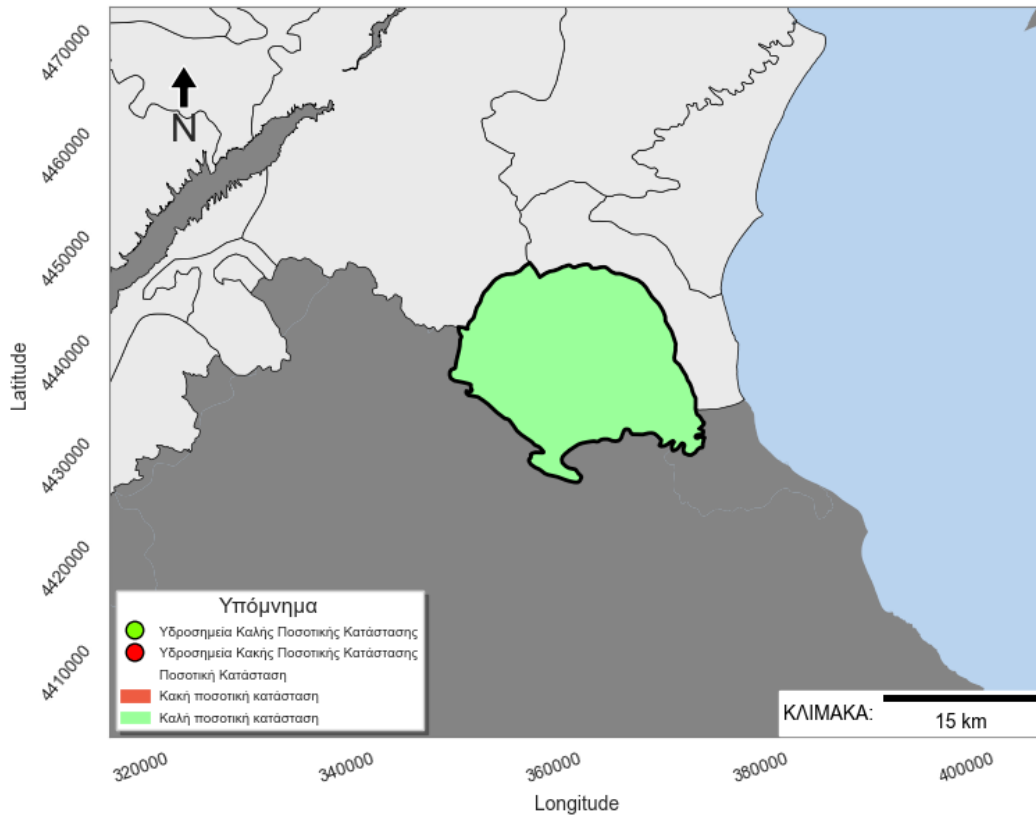 4470000
4460000
4450000
4440000
4430000
4420000
4410000
Latitude
N
Υπόμνημα
Υδροσημεία Καλής Ποσοτικής Κατάστασης
Υδροσημεία Κακής Ποσοτικής Κατάστασης
Ποσοτική Κατάσταση
Κακή ποσοτική κατάσταση
Καλή ποσοτική κατάσταση
ΚΛΙΜΑΚΑ:
15 km
320000
340000
360000
380000
400000
Longitude